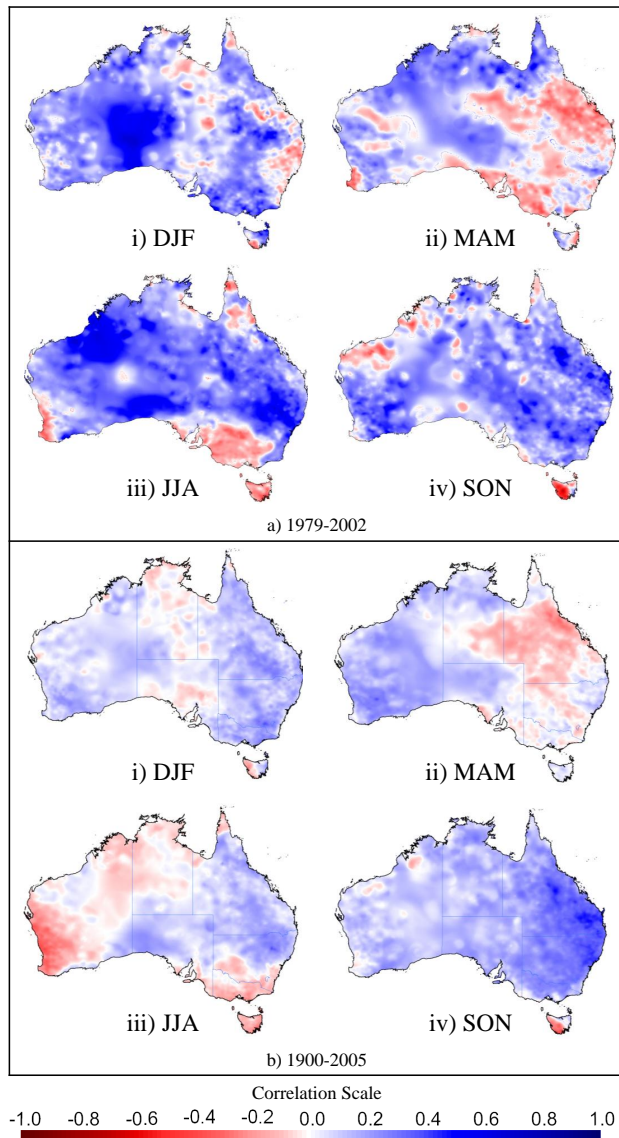 i) DJF
ii) MAM
iii) JJA
iv) SON
a) 1979-2002
i) DJF
ii) MAM
iii) JJA
iv) SON
b) 1900-2005
Correlation Scale
-1.0 -0.8 -0.6 -0.4 -0.2 0.0 0.2 0.4 0.6 0.8 1.0